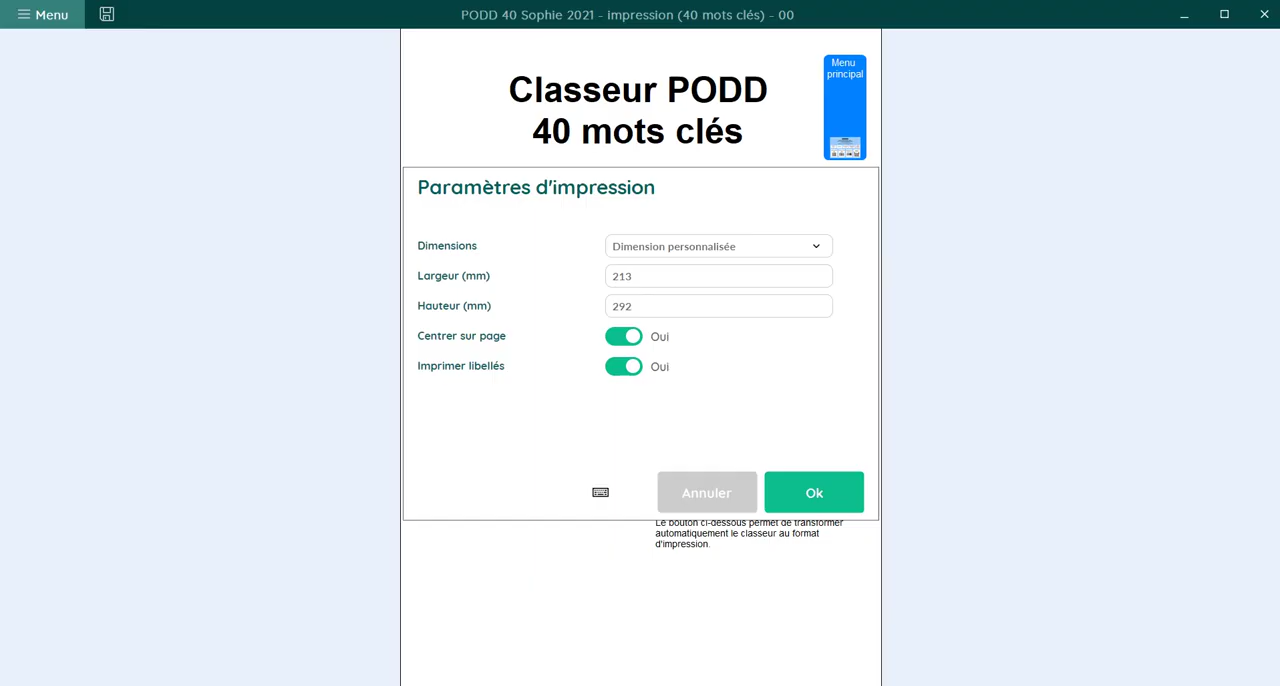 Menu
PODD 40 Sophie 2021 - impression (40 mots clés) - 00
Menu
principal
Classeur PODD
40 mots clés
Paramètres d'impression
Dimensions
Dimension personnalisée
Largeur (mm)
213
Hauteur (mm)
292
Centrer sur page
Oui
Imprimer libellés
Oui
Annuler
Ok
Le bouton ci-dessous permet de transformer
automatiquement le classeur au format
d'impression.